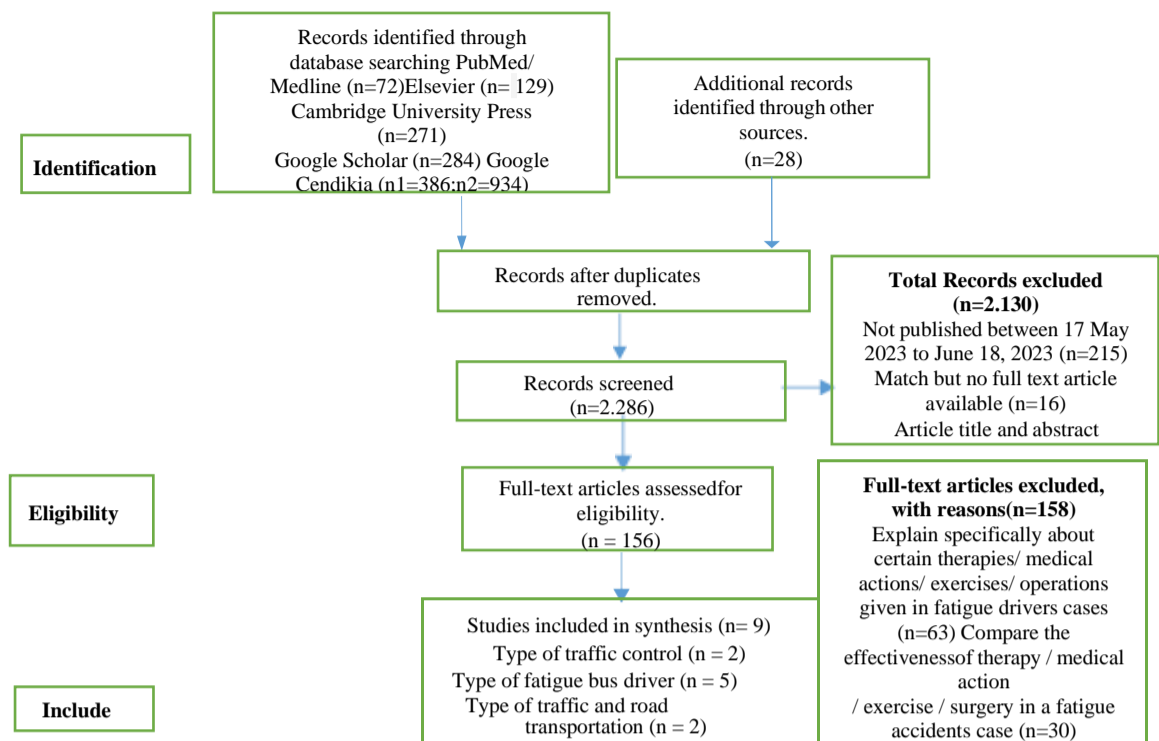 Records identified through
database searching PubMed/
Medline (n=72)Elsevier (n= 129)
Cambridge University Press
(n=271)
Google Scholar (n=284) Google
Cendikia (n1=386;n2=934)
Additional records
identified through other
sources.
(n=28)
Identification
Records after duplicates
removed.
Total Records excluded
(n=2.130)
Not published between 17 May
2023 to June 18, 2023 (n=215)
Match but no full text article
available (n=16)
Article title and abstract
Records screened
(n=2.286)
Eligibility
Full-text articles assessedfor
eligibility.
(n = 156)
Full-text articles excluded,
with reasons(n=158)
Explain specifically about
certain therapies/ medical
actions/ exercises/ operations
given in fatigue drivers cases
(n=63) Compare the
effectivenessof therapy / medical
action
/ exercise / surgery in a fatigue
accidents case (n=30)
Include
Studies included in synthesis (n= 9)
Type of traffic control (n = 2)
Type of fatigue bus driver (n = 5)
Type of traffic and road
transportation (n = 2)